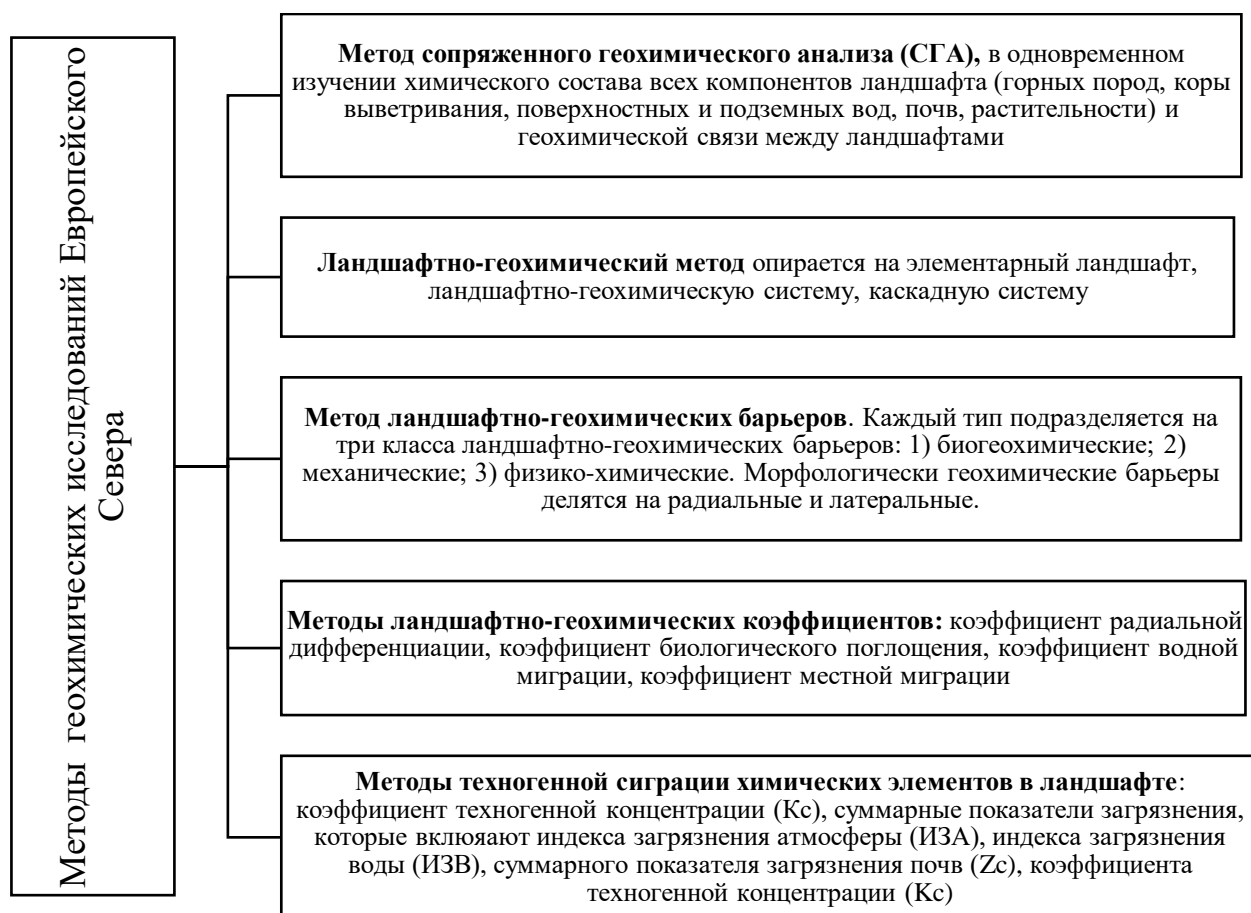 Методы геохимических исследований Европейского
Севера
Метод сопряженного геохимического анализа (СГА), в одновременном
изучении химического состава всех компонентов ландшафта (горных пород, коры
выветривания, поверхностных и подземных вод, почв, растительности) и
геохимической связи между ландшафтами
Ландшафтно-геохимический метод опирается на элементарный ландшафт,
ландшафтно-геохимическую систему, каскадную систему
Метод ландшафтно-геохимических барьеров. Каждый тип подразделяется на
три класса ландшафтно-геохимических барьеров: 1) биогеохимические; 2)
механические; 3) физико-химические. Морфологически геохимические барьеры
делятся на радиальные и латеральные.
Методы ландшафтно-геохимических коэффициентов: коэффициент радиальной
дифференциации, коэффициент биологического поглощения, коэффициент водной
миграции, коэффициент местной миграции
Методы техногенной сиграции химических элементов в ландшафте:
коэффициент техногенной концентрации (Кс), суммарные показатели загрязнения,
которые вклюяают индекса загрязнения атмосферы (ИЗА), индекса загрязнения
воды (ИЗВ), суммарного показателя загрязнения почв (Zc), коэффициента
техногенной концентрации (Кс)